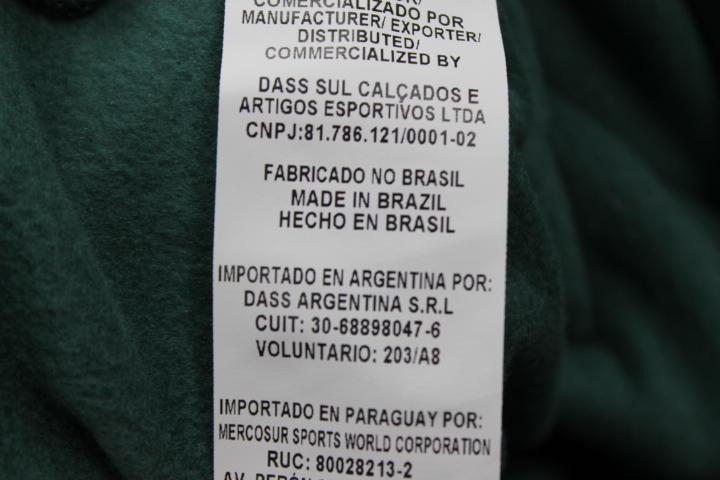 COMERCIALIZADO POR
MANUFACTURER/ EXPORTER/
DISTRIBUTED/
COMMERCIALIZED BY
DASS SUL CALÇADOS E
ARTIGOS ESPORTIVOS LTDA
CNPJ:81.786.121/0001-02
FABRICADO NO BRASIL
MADE IN BRAZIL
HECHO EN BRASIL
IMPORTADO EN ARGENTINA POR:
DASS ARGENTINA S.R.L
CUIT: 30-68898047-6
VOLUNTARIO: 203/A8
IMPORTADO EN PARAGUAY POR:
MERCOSUR SPORTS WORLD CORPORATION
RUC: 80028213-2
AV. PERÓN